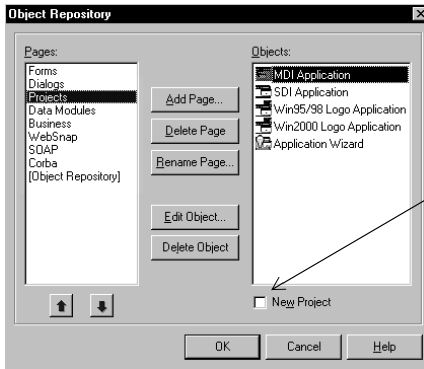 Object Repository
Pages:
Forms
Dialogs
Projects
Data Modules
Business
WebSnap
SOAP
Corba
[Object Repository]
Add Page...
Delete Page
Rename Page...
Edit Object...
Delete Object
Objects:
MDI Application
SDI Application
Win95/98 Logo Application
Win2000 Logo Application
Application Wizard
New Project
OK
Cancel
Help